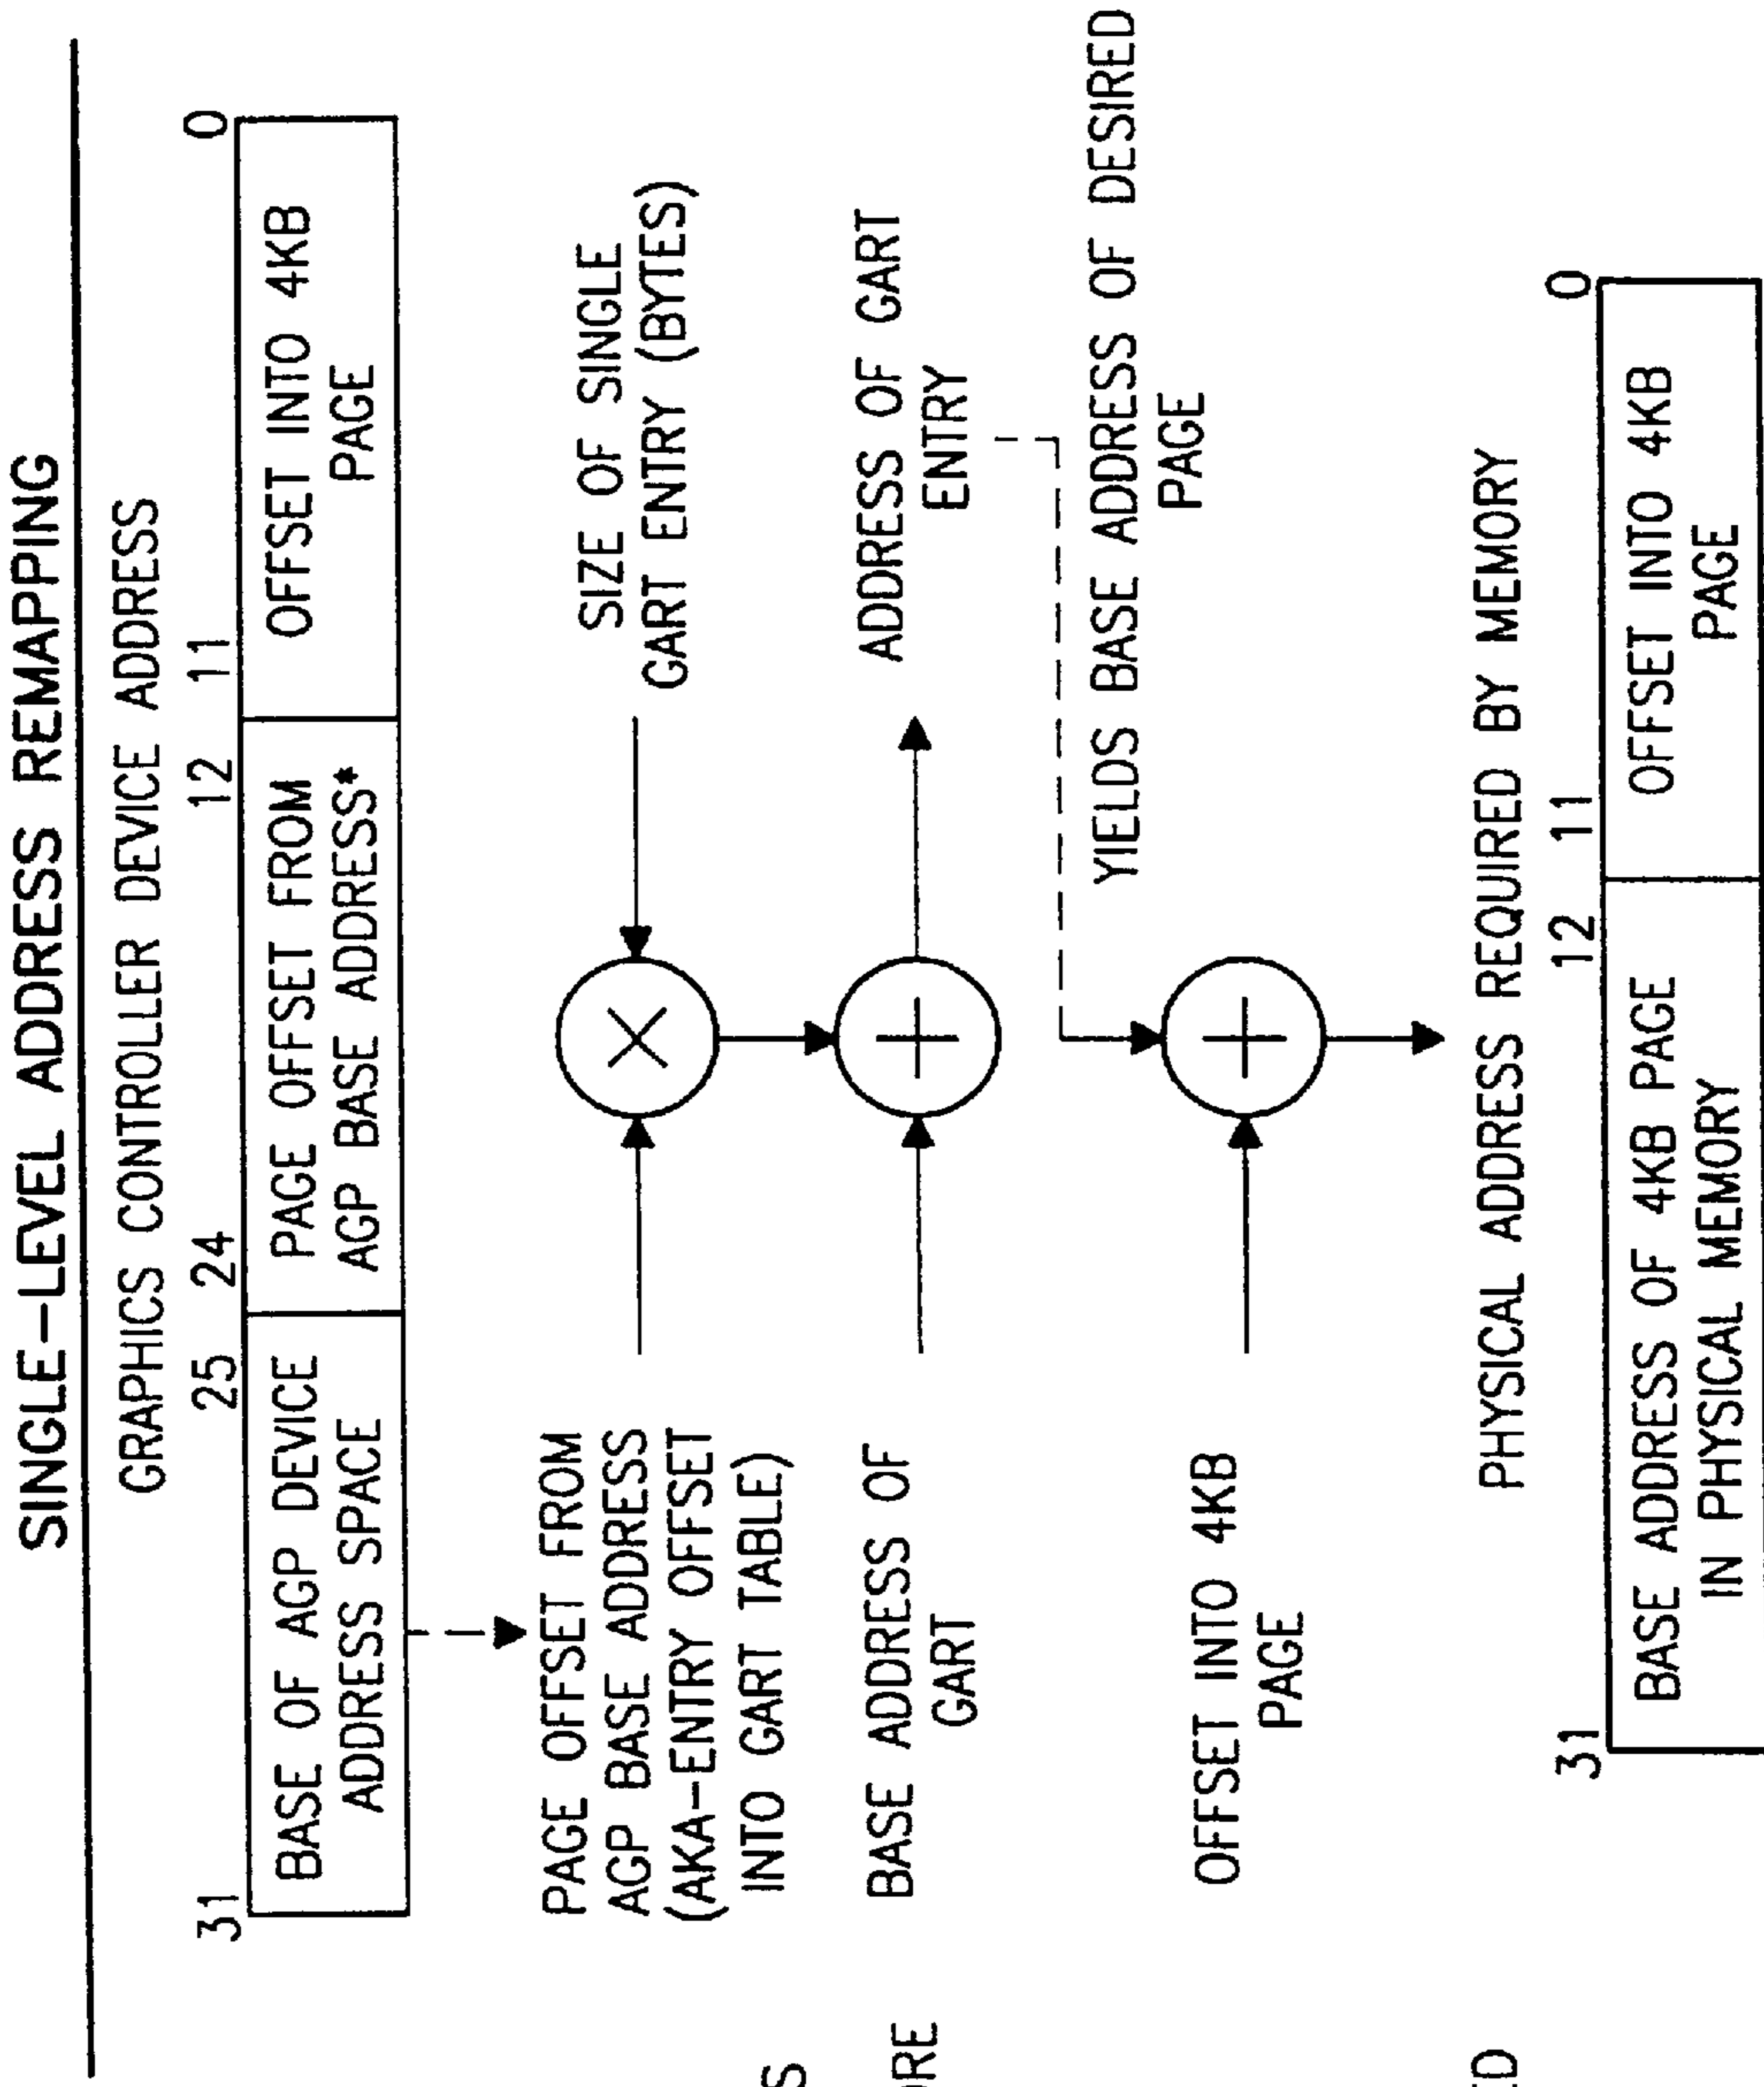 SINGLE-LEVEL ADDRESS REMAPPING
GRAPHICS CONTROLLER DEVICE ADDRESS
31 25 24 12 11 0
BASE OF AGP DEVICE
ADDRESS SPACE
PAGE OFFSET FROM
AGP BASE ADDRESS*
OFFSET INTO 4KB
PAGE
PAGE OFFSET FROM
AGP BASE ADDRESS
(AKA-ENTRY OFFSET
INTO GART TABLE)
SIZE OF SINGLE
GART ENTRY (BYTES)
BASE ADDRESS OF
GART
ADDRESS OF GART
ENTRY
YIELDS BASE ADDRESS OF DESIRED
PAGE
OFFSET INTO 4KB
PAGE
PHYSICAL ADDRESS REQUIRED BY MEMORY
31 12 11 0
BASE ADDRESS OF 4KB PAGE
IN PHYSICAL MEMORY
OFFSET INTO 4KB
PAGE